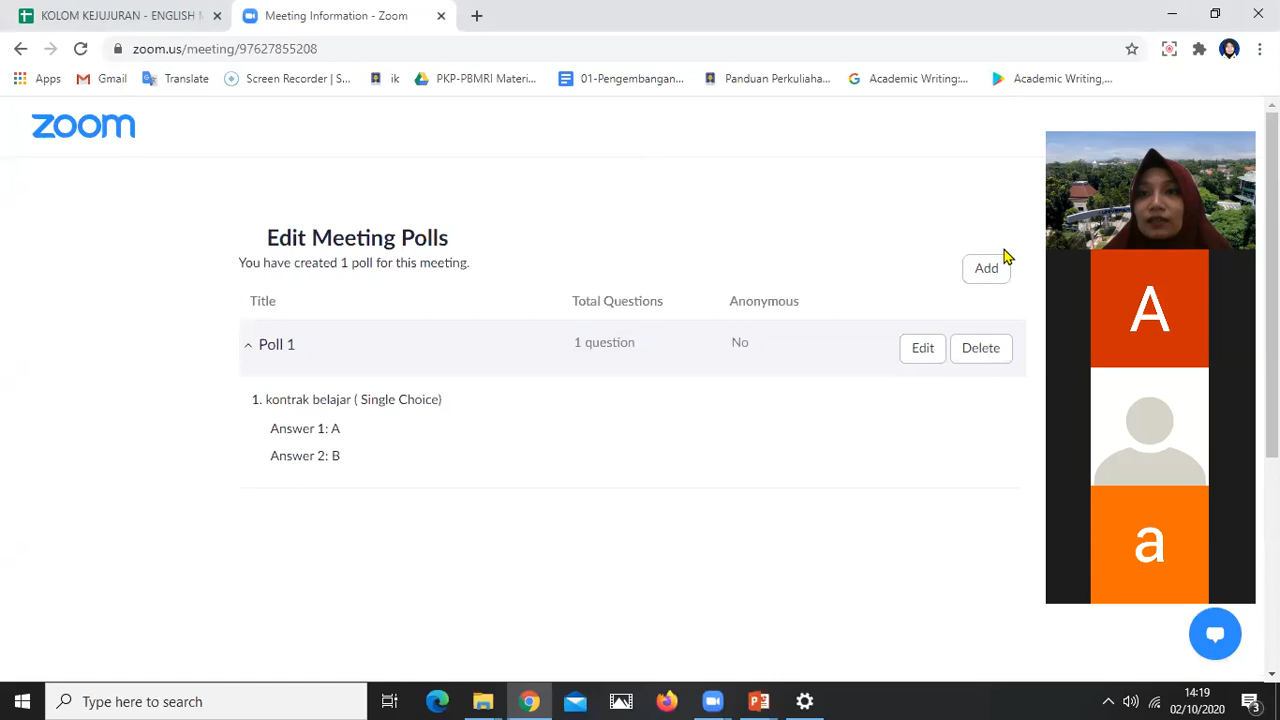 KOLOM KEJUJURAN - ENGLISH
Meeting Information - Zoom
zoom.us/meeting/97627855208
Apps
Gmail
Translate
Screen Recorder | S...
ik
PKP-PBMRI Materi...
01-Pengembangan...
Panduan Perkuliaha...
Academic Writing:...
Academic Writing,...
zoom
Edit Meeting Polls
You have created 1 poll for this meeting.
Add
Title
Total Questions
Anonymous
Poll 1
1 question
No
Edit
Delete
1. kontrak belajar ( Single Choice)
Answer 1: A
Answer 2: B
A
a
Type here to search
14:19
02/10/2020
3